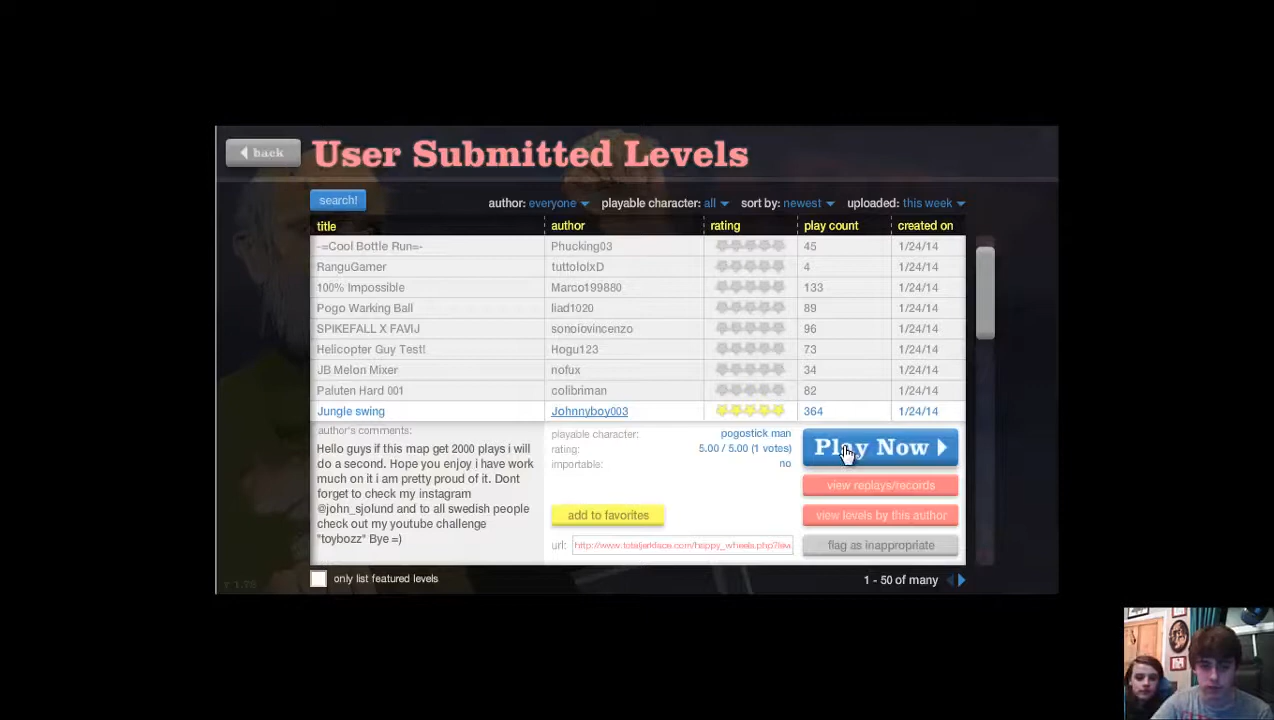 back
User Submitted Levels
search! author: everyone playable character: all sort by: newest uploaded: this week
title author rating play count created on
-=Cool Bottle Run=- Phucking03 45 1/24/14
RanguGamer tuttololxD 4 1/24/14
100% Impossible Marco199880 133 1/24/14
Pogo Warking Ball liad1020 89 1/24/14
SPIKEFALL X FAVIJ sonoiovincenzo 96 1/24/14
Helicopter Guy Test! Hogu123 73 1/24/14
JB Melon Mixer nofux 34 1/24/14
Paluten Hard 001 colibriman 82 1/24/14
Jungle swing Johnnyboy003 364 1/24/14
author's comments:
Hello guys if this map get 2000 plays i will
do a second. Hope you enjoy i have work
much on it i am pretty proud of it. Dont
forget to check my instagram
@john_sjolund and to all swedish people
check out my youtube challenge
"toybozz" Bye =)
playable character: pogostick man
rating: 5.00 / 5.00 (1 votes)
importable: no
add to favorites
url: http://www.totaljerkface.com/happy_wheels.php?lev
Play Now
view replays/records
view levels by this author
flag as inappropriate
only list featured levels
1 - 50 of many